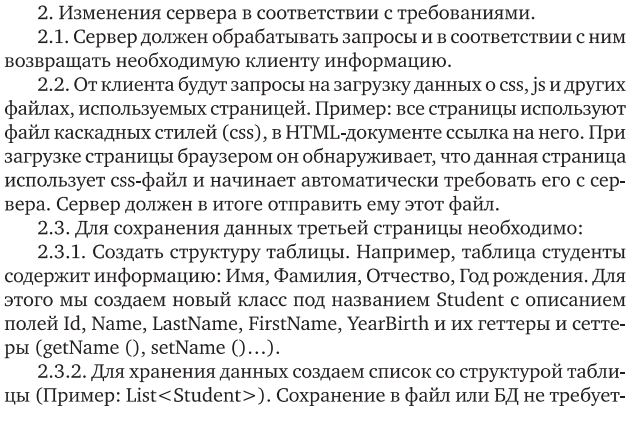 2. Изменения сервера в соответствии с требованиями.
2.1. Сервер должен обрабатывать запросы и в соответствии с ним
возвращать необходимую клиенту информацию.
2.2. От клиента будут запросы на загрузку данных о css, js и других
файлах, используемых страницей. Пример: все страницы используют
файл каскадных стилей (css), в HTML-документе ссылка на него. При
загрузке страницы браузером он обнаруживает, что данная страница
использует css-файл и начинает автоматически требовать его с сер-
вера. Сервер должен в итоге отправить ему этот файл.
2.3. Для сохранения данных третьей страницы необходимо:
2.3.1. Создать структуру таблицы. Например, таблица студенты
содержит информацию: Имя, Фамилия, Отчество, Год рождения. Для
этого мы создаем новый класс под названием Student с описанием
полей Id, Name, LastName, FirstName, YearBirth и их геттеры и сетте-
ры (getName (), setName ()…).
2.3.2. Для хранения данных создаем список со структурой табли-
цы (Пример: List<Student>). Сохранение в файл или БД не требует-